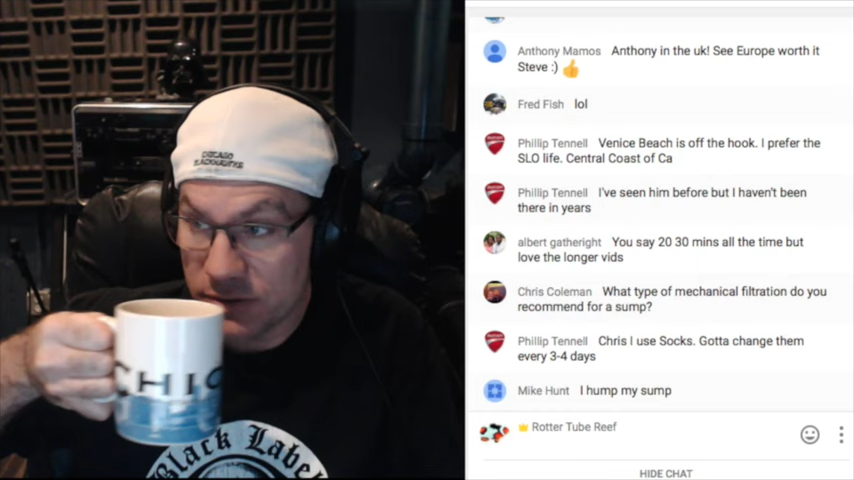 CHICAGO
BLACKHAWKS
CHIC
Black Label
Anthony Mamos Anthony in the uk! See Europe worth it
Steve :) 👍
Fred Fish lol
Phillip Tennell Venice Beach is off the hook. I prefer the
SLO life. Central Coast of Ca
Phillip Tennell I've seen him before but I haven't been
there in years
albert gatheright You say 20 30 mins all the time but
love the longer vids
Chris Coleman What type of mechanical filtration do you
recommend for a sump?
Phillip Tennell Chris I use Socks. Gotta change them
every 3-4 days
Mike Hunt I hump my sump
Rotter Tube Reef
HIDE CHAT